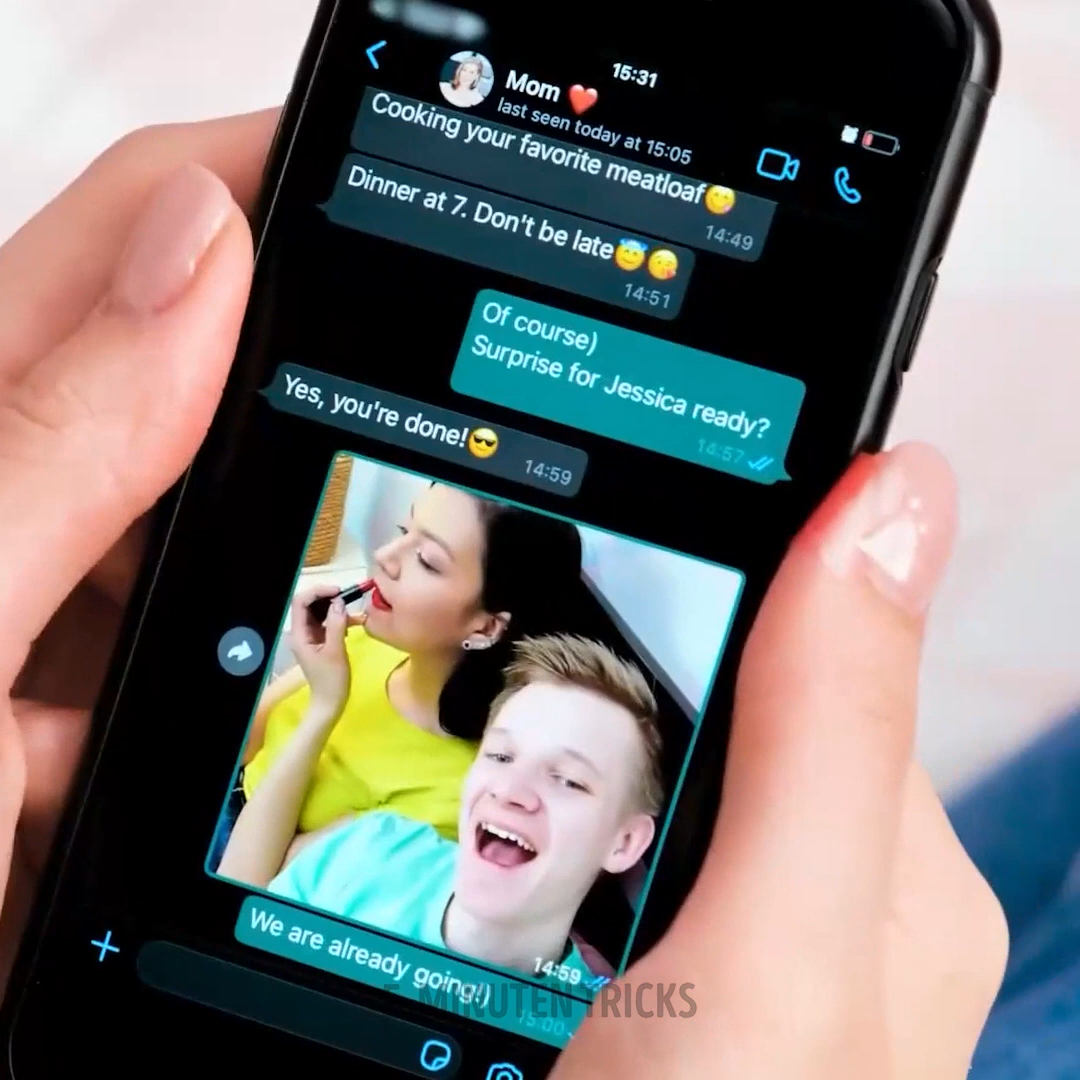 15:31
Mom ❤️
last seen today at 15:05
Cooking your favorite meatloaf😋
14:49
Dinner at 7. Don't be late😇😘
14:51
Of course)
Surprise for Jessica ready?
14:57
Yes, you're done!😎
14:59
14:59
We are already going!)
15:00
5-MINUTEN TRICKS